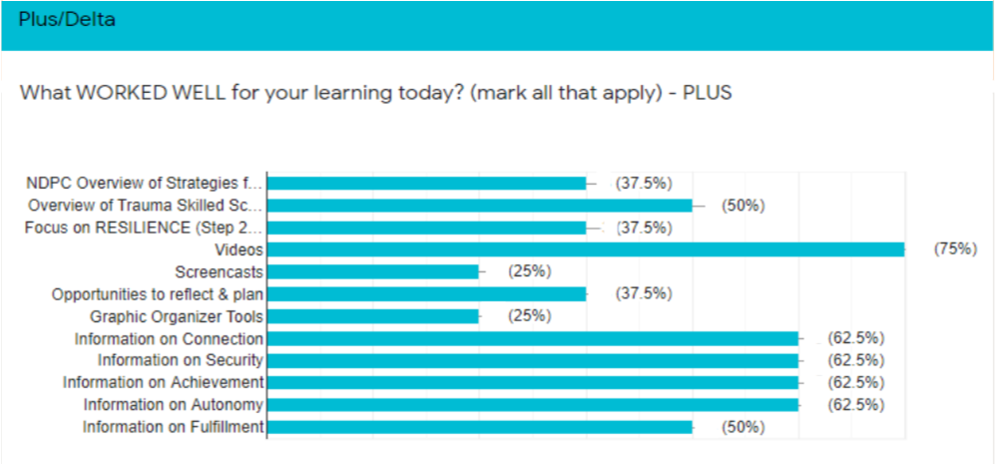 Plus/Delta
What WORKED WELL for your learning today? (mark all that apply) - PLUS
NDPC Overview of Strategies f... (37.5%)
Overview of Trauma Skilled Sc... (50%)
Focus on RESILIENCE (Step 2... (37.5%)
Videos (75%)
Screencasts (25%)
Opportunities to reflect & plan (37.5%)
Graphic Organizer Tools (25%)
Information on Connection (62.5%)
Information on Security (62.5%)
Information on Achievement (62.5%)
Information on Autonomy (62.5%)
Information on Fulfillment (50%)